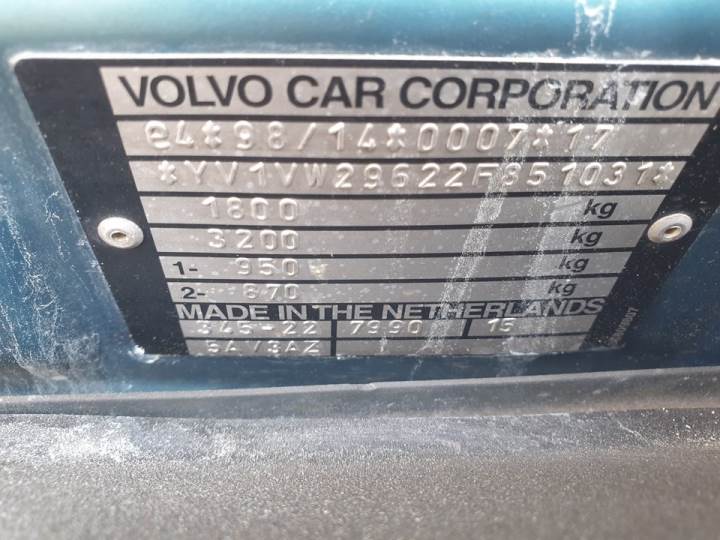 VOLVO CAR CORPORATION
e4*98/14*0007*17
*YV1VW29622F851031*
1800 kg
3200 kg
1- 950 kg
2- 870 kg
MADE IN THE NETHERLANDS
345-22 7990 15
5A/3AZ